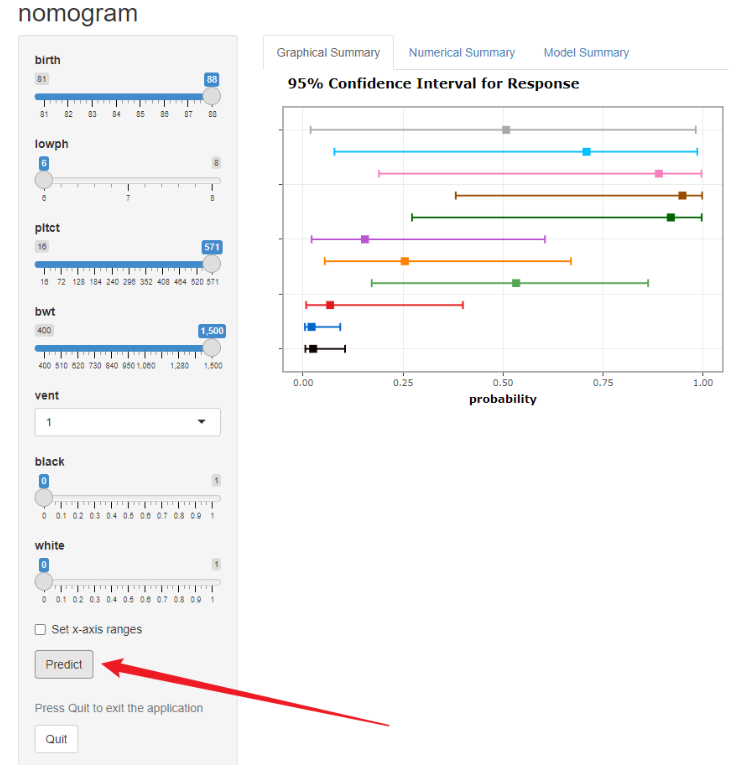 nomogram
birth
81 88
81 82 83 84 85 86 87 88
lowph
6 8
6 7 8
pltct
16 571
16 72 128 184 240 296 352 408 464 520 571
bwt
400 1,500
400 510 620 730 840 950 1,060 1,280 1,500
vent
1
black
0 1
0 0.1 0.2 0.3 0.4 0.5 0.6 0.7 0.8 0.9 1
white
0 1
0 0.1 0.2 0.3 0.4 0.5 0.6 0.7 0.8 0.9 1
Set x-axis ranges
Predict
Press Quit to exit the application
Quit
Graphical Summary Numerical Summary Model Summary
95% Confidence Interval for Response
0.00 0.25 0.50 0.75 1.00
probability